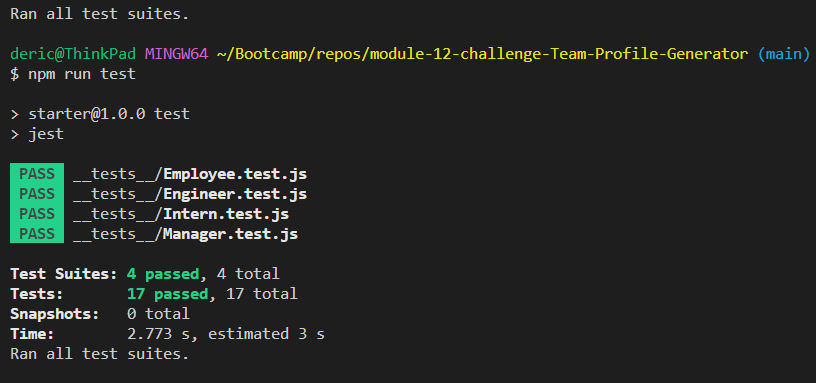 Ran all test suites.
deric@ThinkPad MINGW64 ~/Bootcamp/repos/module-12-challenge-Team-Profile-Generator (main)
$ npm run test
> starter@1.0.0 test
> jest
PASS __tests__/Employee.test.js
PASS __tests__/Engineer.test.js
PASS __tests__/Intern.test.js
PASS __tests__/Manager.test.js
Test Suites: 4 passed, 4 total
Tests: 17 passed, 17 total
Snapshots: 0 total
Time: 2.773 s, estimated 3 s
Ran all test suites.